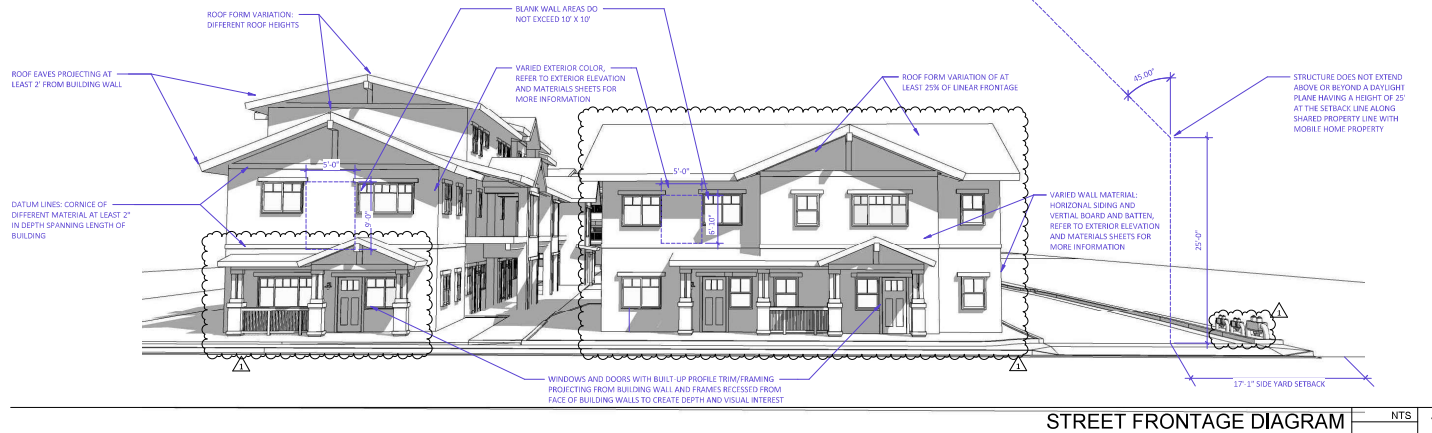 ROOF FORM VARIATION:
DIFFERENT ROOF HEIGHTS
BLANK WALL AREAS DO
NOT EXCEED 10' X 10'
ROOF EAVES PROJECTING AT
LEAST 2' FROM BUILDING WALL
VARIED EXTERIOR COLOR,
REFER TO EXTERIOR ELEVATION
AND MATERIALS SHEETS FOR
MORE INFORMATION
ROOF FORM VARIATION OF AT
LEAST 25% OF LINEAR FRONTAGE
45.00°
STRUCTURE DOES NOT EXTEND
ABOVE OR BEYOND A DAYLIGHT
PLANE HAVING A HEIGHT OF 25'
AT THE SETBACK LINE ALONG
SHARED PROPERTY LINE WITH
MOBILE HOME PROPERTY
5'-0"
9'-0"
5'-0"
6'-10"
DATUM LINES: CORNICE OF
DIFFERENT MATERIAL AT LEAST 2"
IN DEPTH SPANNING LENGTH OF
BUILDING
VARIED WALL MATERIAL:
HORIZONAL SIDING AND
VERTIAL BOARD AND BATTEN,
REFER TO EXTERIOR ELEVATION
AND MATERIALS SHEETS FOR
MORE INFORMATION
25'-0"
1
1
1
WINDOWS AND DOORS WITH BUILT-UP PROFILE TRIM/FRAMING
PROJECTING FROM BUILDING WALL AND FRAMES RECESSED FROM
FACE OF BUILDING WALLS TO CREATE DEPTH AND VISUAL INTEREST
17'-1" SIDE YARD SETBACK
STREET FRONTAGE DIAGRAM
NTS